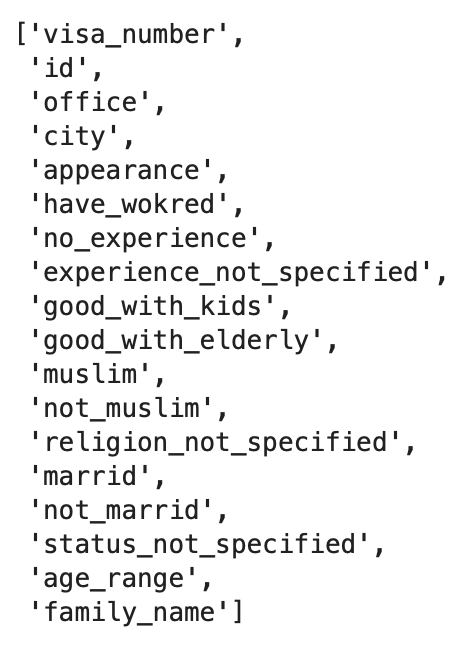 ['visa_number',
 'id',
 'office',
 'city',
 'appearance',
 'have_wokred',
 'no_experience',
 'experience_not_specified',
 'good_with_kids',
 'good_with_elderly',
 'muslim',
 'not_muslim',
 'religion_not_specified',
 'marrid',
 'not_marrid',
 'status_not_specified',
 'age_range',
 'family_name']